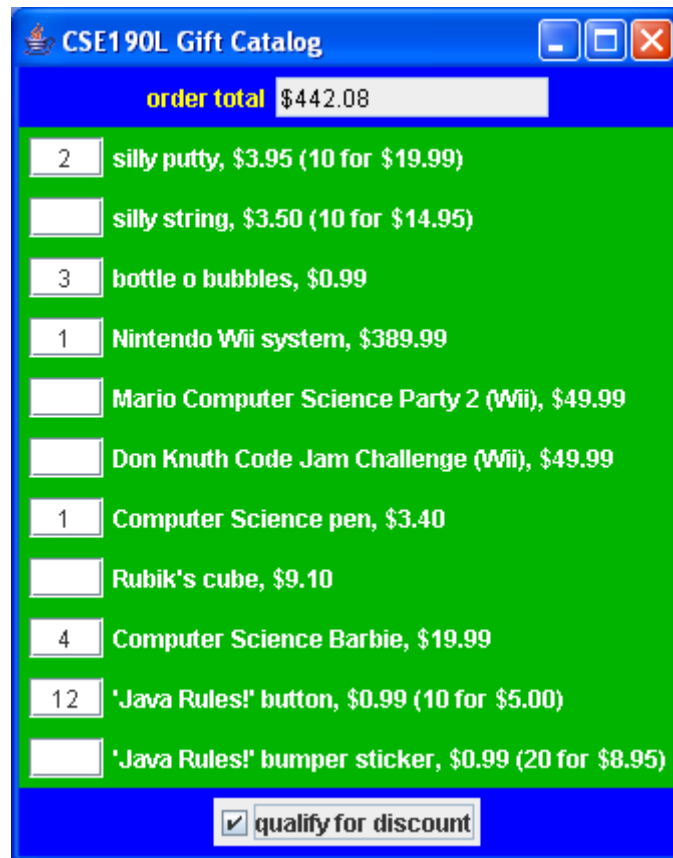 CSE190L Gift Catalog
order total $442.08
2 silly putty, $3.95 (10 for $19.99)
silly string, $3.50 (10 for $14.95)
3 bottle o bubbles, $0.99
1 Nintendo Wii system, $389.99
Mario Computer Science Party 2 (Wii), $49.99
Don Knuth Code Jam Challenge (Wii), $49.99
1 Computer Science pen, $3.40
Rubik's cube, $9.10
4 Computer Science Barbie, $19.99
12 'Java Rules!' button, $0.99 (10 for $5.00)
'Java Rules!' bumper sticker, $0.99 (20 for $8.95)
qualify for discount